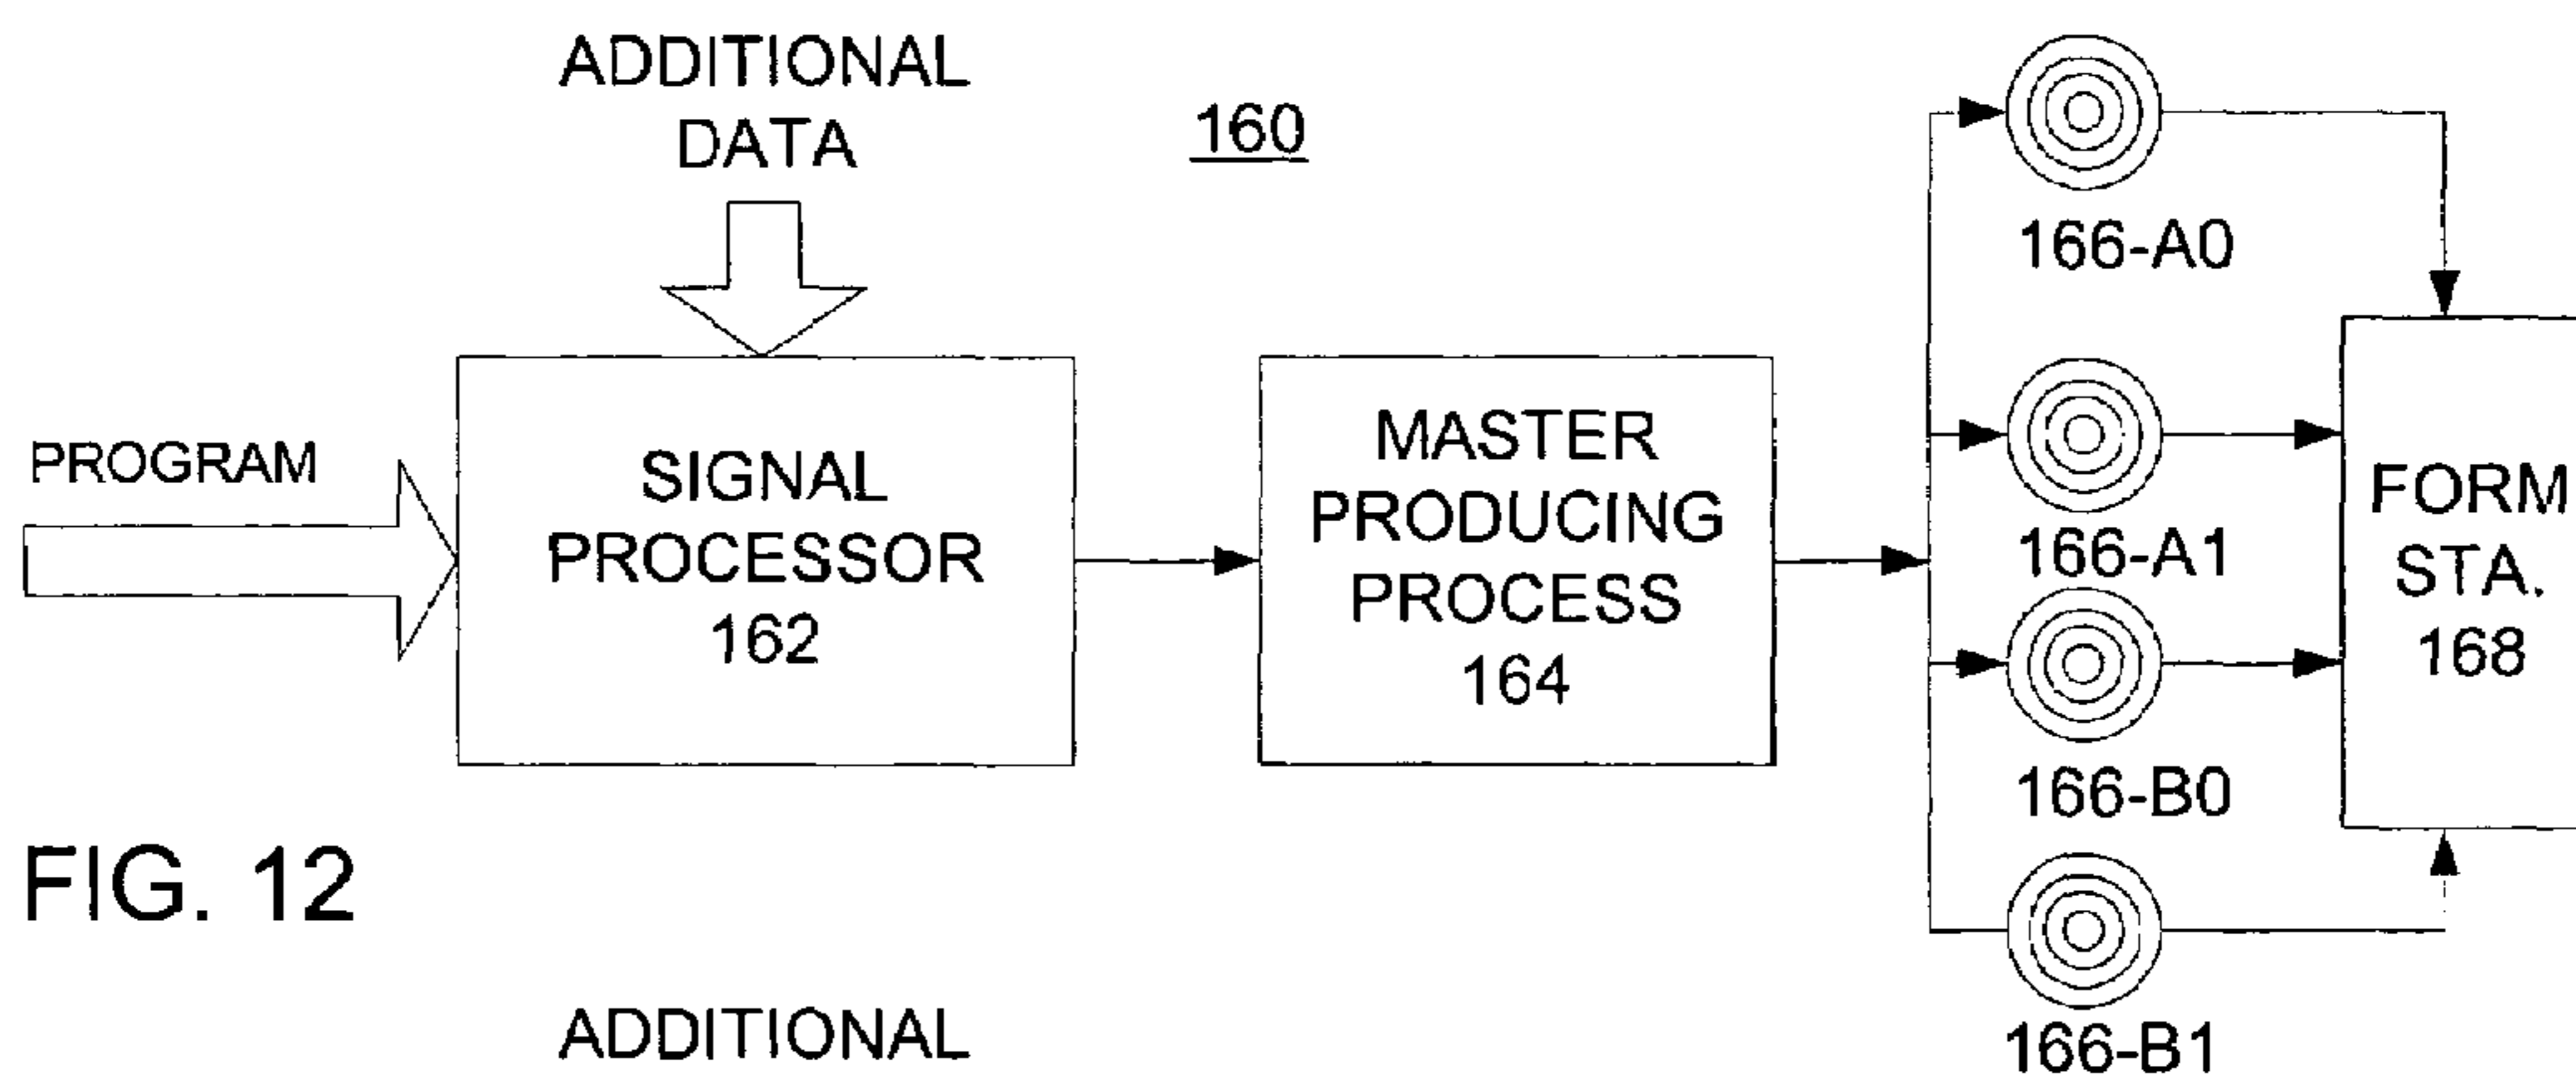 ADDITIONAL
DATA
160
166-A0
PROGRAM
SIGNAL
PROCESSOR
162
MASTER
PRODUCING
PROCESS
164
166-A1
166-B0
FORM
STA.
168
FIG. 12
166-B1
ADDITIONAL